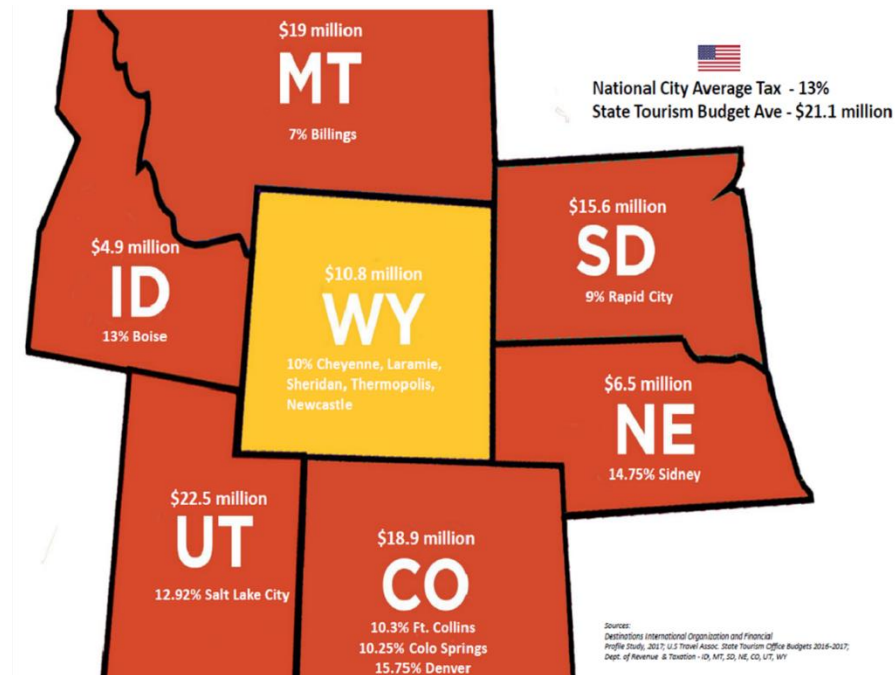 $19 million
MT
7% Billings
National City Average Tax - 13%
State Tourism Budget Ave - $21.1 million
$4.9 million
ID
13% Boise
$10.8 million
WY
10% Cheyenne, Laramie,
Sheridan, Thermopolis,
Newcastle
$15.6 million
SD
9% Rapid City
$6.5 million
NE
14.75% Sidney
$22.5 million
UT
12.92% Salt Lake City
$18.9 million
CO
10.3% Ft. Collins
10.25% Colo Springs
15.75% Denver
Sources:
Destinations International Organization and Financial
Profile Study, 2017; U.S Travel Assoc. State Tourism Office Budgets 2016-2017;
Dept. of Revenue & Taxation - ID, MT, SD, NE, CO, UT, WY